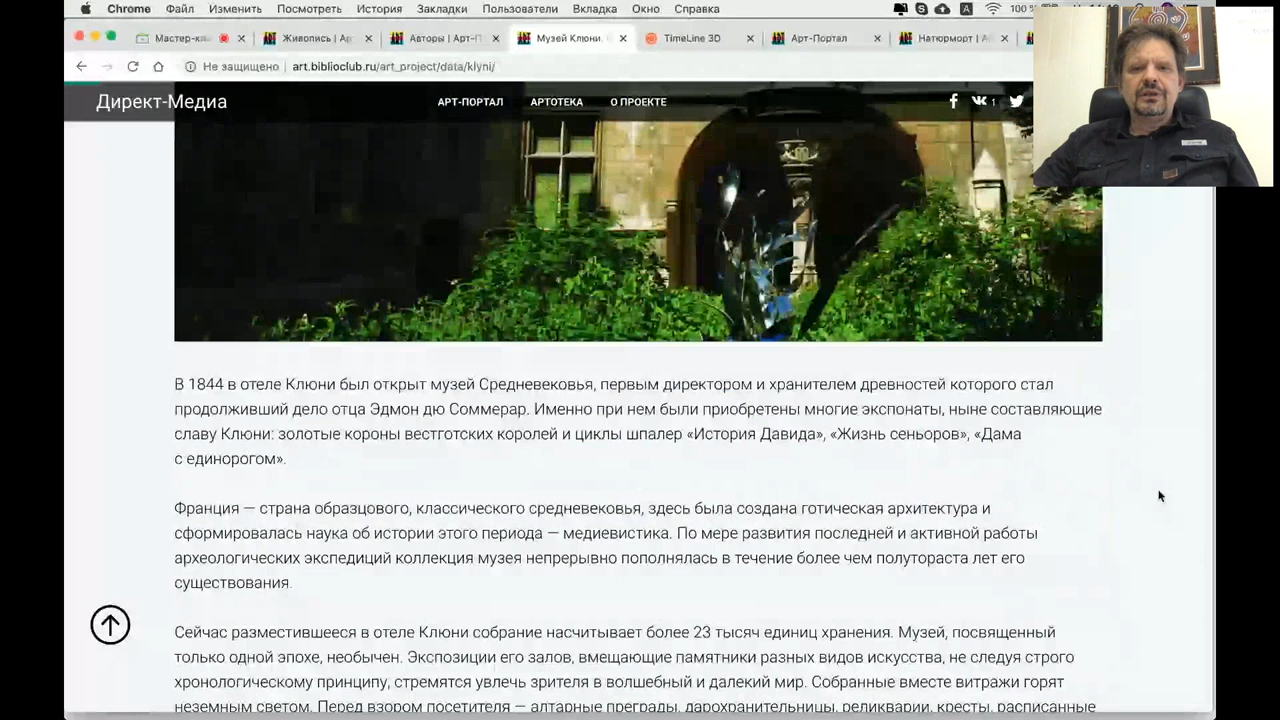 Chrome Файл Изменить Посмотреть История Закладки Пользователи Вкладка Окно Справка
Мастер-кл Живопись | Ар Авторы | Арт-П Музей Клюни. TimeLine 3D Арт-Портал Натюрморт | А
Не защищено art.biblioclub.ru/art_project/data/klyni/
Директ-Медиа АРТ-ПОРТАЛ АРТОТЕКА О ПРОЕКТЕ 1
В 1844 в отеле Клюни был открыт музей Средневековья, первым директором и хранителем древностей которого стал
продолживший дело отца Эдмон дю Соммерар. Именно при нем были приобретены многие экспонаты, ныне составляющие
славу Клюни: золотые короны вестготских королей и циклы шпалер «История Давида», «Жизнь сеньоров», «Дама
с единорогом».
Франция — страна образцового, классического средневековья, здесь была создана готическая архитектура и
сформировалась наука об истории этого периода — медиевистика. По мере развития последней и активной работы
археологических экспедиций коллекция музея непрерывно пополнялась в течение более чем полутораста лет его
существования.
Сейчас разместившееся в отеле Клюни собрание насчитывает более 23 тысяч единиц хранения. Музей, посвященный
только одной эпохе, необычен. Экспозиции его залов, вмещающие памятники разных видов искусства, не следуя строго
хронологическому принципу, стремятся увлечь зрителя в волшебный и далекий мир. Собранные вместе витражи горят
неземным светом. Перед взором посетителя — алтарные преграды, дарохранительницы, реликварии, кресты, расписанные